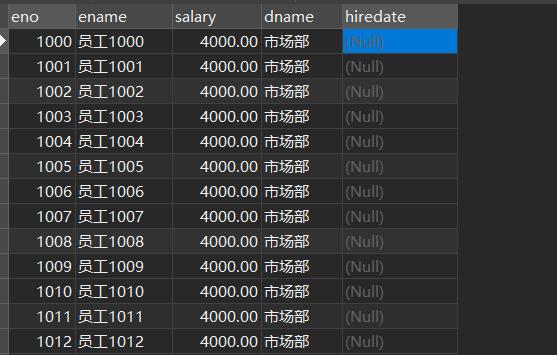 eno ename salary dname hiredate
1000 员工1000 4000.00 市场部 (Null)
1001 员工1001 4000.00 市场部 (Null)
1002 员工1002 4000.00 市场部 (Null)
1003 员工1003 4000.00 市场部 (Null)
1004 员工1004 4000.00 市场部 (Null)
1005 员工1005 4000.00 市场部 (Null)
1006 员工1006 4000.00 市场部 (Null)
1007 员工1007 4000.00 市场部 (Null)
1008 员工1008 4000.00 市场部 (Null)
1009 员工1009 4000.00 市场部 (Null)
1010 员工1010 4000.00 市场部 (Null)
1011 员工1011 4000.00 市场部 (Null)
1012 员工1012 4000.00 市场部 (Null)